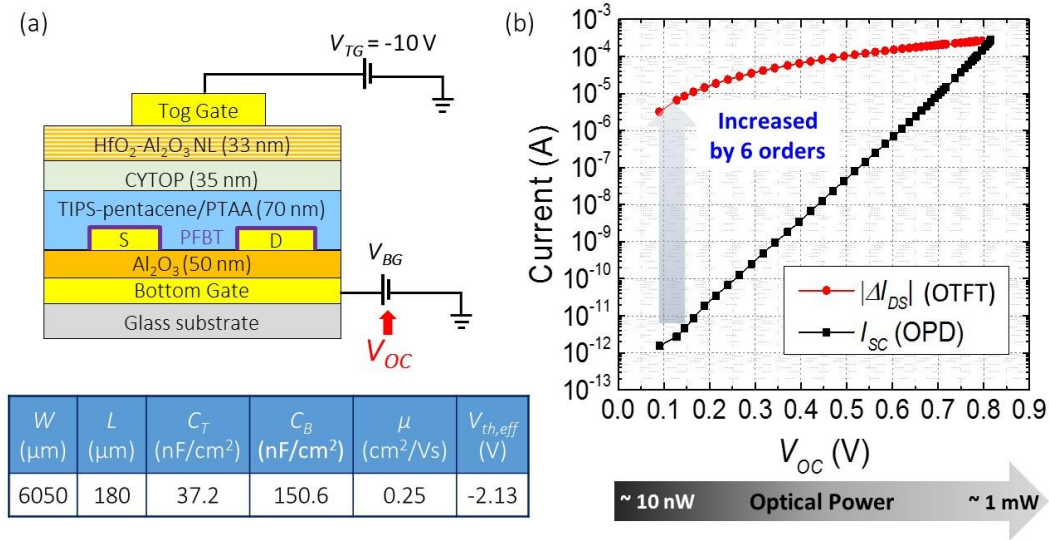 (a)
V_TG = -10 V
Tog Gate
HfO₂-Al₂O₃ NL (33 nm)
CYTOP (35 nm)
TIPS-pentacene/PTAA (70 nm)
S PFBT D
Al₂O₃ (50 nm)
Bottom Gate
Glass substrate
V_BG
V_OC
W (μm) L (μm) C_T (nF/cm²) C_B (nF/cm²) μ (cm²/Vs) V_th,eff (V)
6050 180 37.2 150.6 0.25 -2.13
(b)
Current (A)
10⁻³
10⁻⁴
10⁻⁵
10⁻⁶
10⁻⁷
10⁻⁸
10⁻⁹
10⁻¹⁰
10⁻¹¹
10⁻¹²
10⁻¹³
Increased
by 6 orders
|ΔI_DS| (OTFT)
I_SC (OPD)
0.0 0.1 0.2 0.3 0.4 0.5 0.6 0.7 0.8 0.9
V_OC (V)
~ 10 nW Optical Power ~ 1 mW